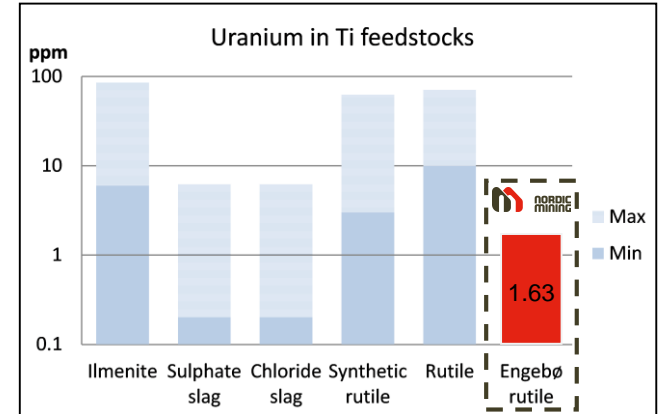 Uranium in Ti feedstocks
ppm
100
10
1
0.1
NORDIC
MINING
1.63
Max
Min
Ilmenite
Sulphate
slag
Chloride
slag
Synthetic
rutile
Rutile
Engebø
rutile